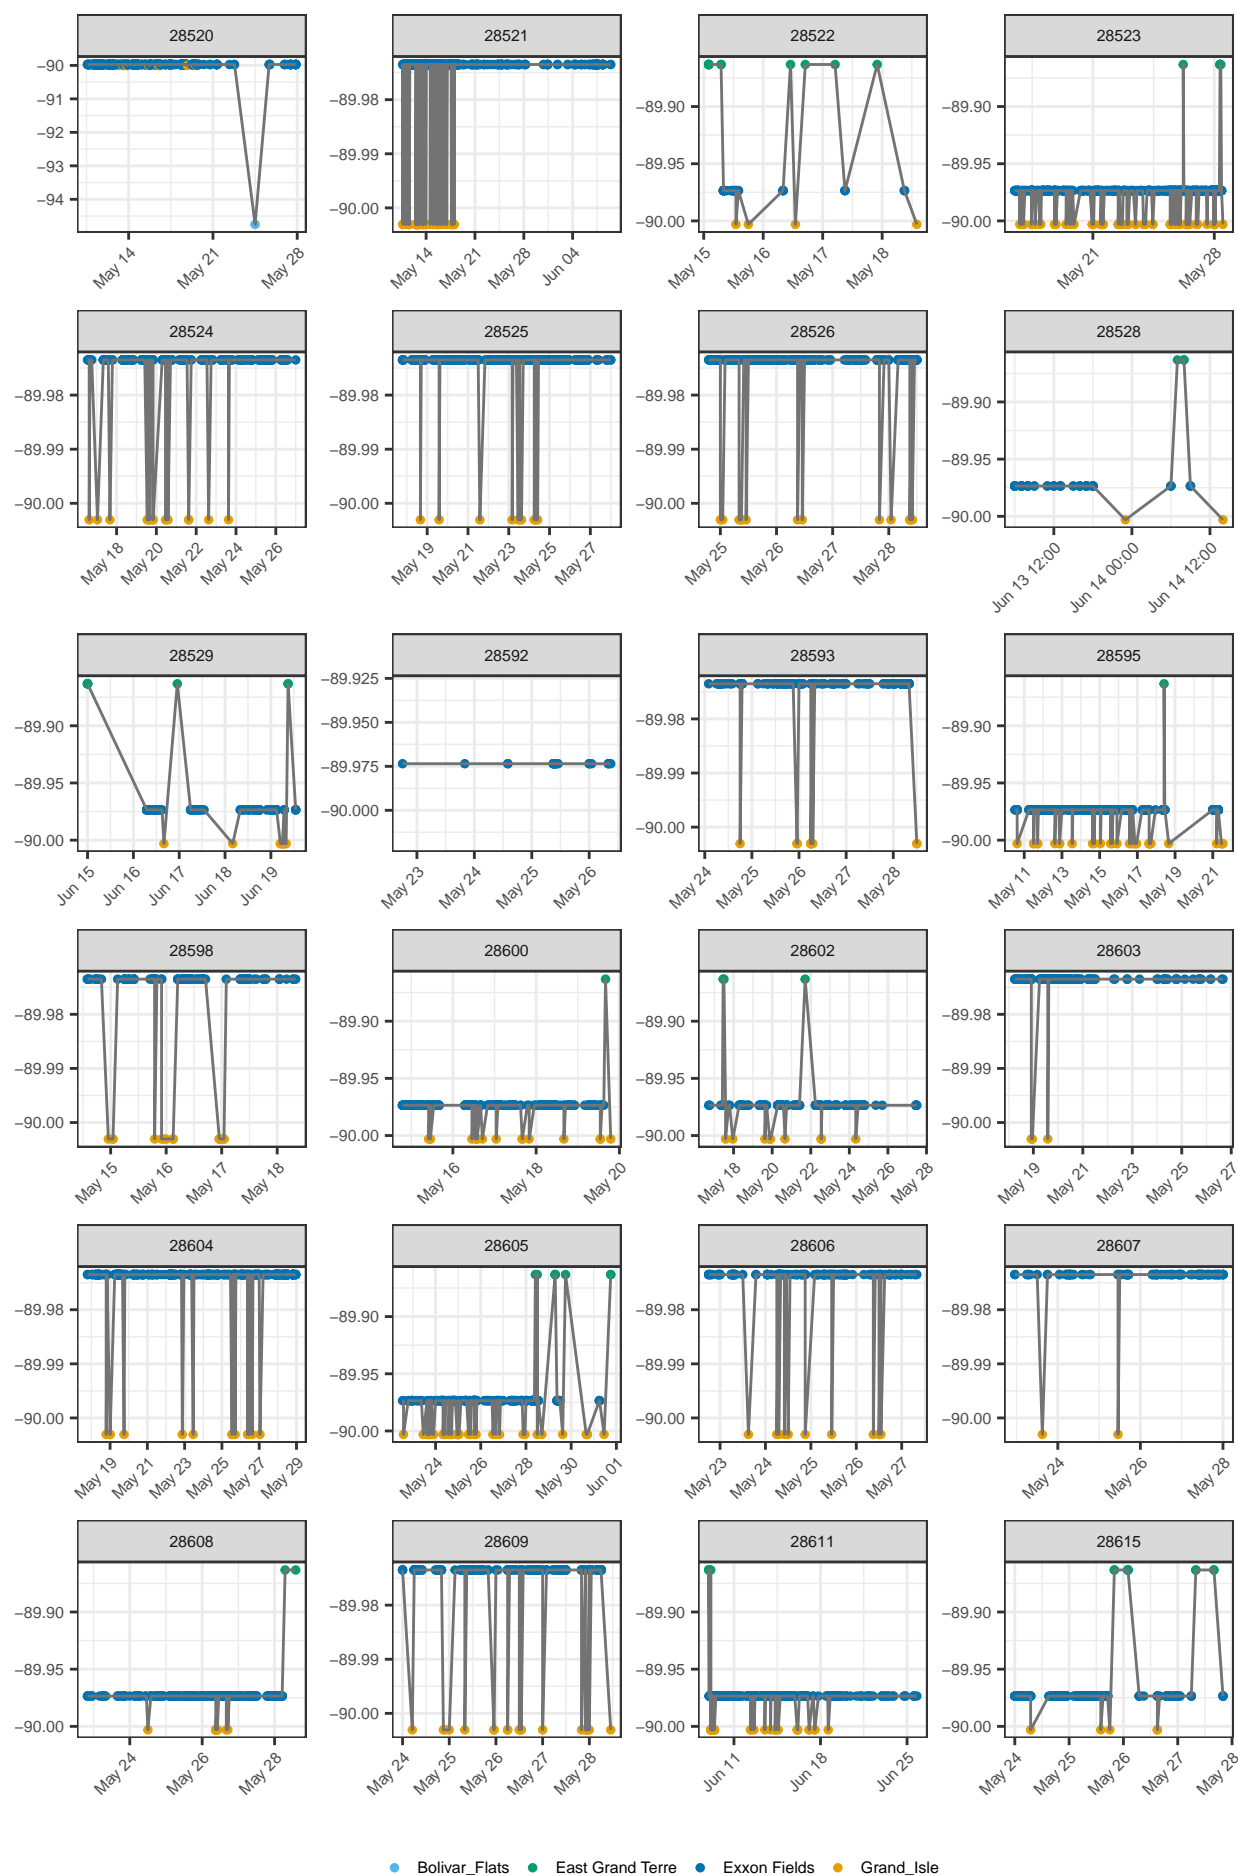 28520 28521 28522 28523
−90 −91 −92 −93 −94
−89.98 −89.99 −90.00
−89.90 −89.95 −90.00
−89.90 −89.95 −90.00
May 14 May 21 May 28
May 14 May 21 May 28 Jun 04
May 15 May 16 May 17 May 18
May 21 May 28
28524 28525 28526 28528
−89.98 −89.99 −90.00
−89.98 −89.99 −90.00
−89.98 −89.99 −90.00
−89.90 −89.95 −90.00
May 18 May 20 May 22 May 24 May 26
May 19 May 21 May 23 May 25 May 27
May 25 May 26 May 27 May 28
Jun 13 12:00 Jun 14 00:00 Jun 14 12:00
28529 28592 28593 28595
−89.90 −89.95 −90.00
−89.925 −89.950 −89.975 −90.000
−89.98 −89.99 −90.00
−89.90 −89.95 −90.00
Jun 15 Jun 16 Jun 17 Jun 18 Jun 19
May 23 May 24 May 25 May 26
May 24 May 25 May 26 May 27 May 28
May 11 May 13 May 15 May 17 May 19 May 21
28598 28600 28602 28603
−89.98 −89.99 −90.00
−89.90 −89.95 −90.00
−89.90 −89.95 −90.00
−89.98 −89.99 −90.00
May 15 May 16 May 17 May 18
May 16 May 18 May 20
May 18 May 20 May 22 May 24 May 26 May 28
May 19 May 21 May 23 May 25 May 27
28604 28605 28606 28607
−89.98 −89.99 −90.00
−89.90 −89.95 −90.00
−89.98 −89.99 −90.00
−89.98 −89.99 −90.00
May 19 May 21 May 23 May 25 May 27 May 29
May 24 May 26 May 28 May 30 Jun 01
May 23 May 24 May 25 May 26 May 27
May 24 May 26 May 28
28608 28609 28611 28615
−89.90 −89.95 −90.00
−89.98 −89.99 −90.00
−89.90 −89.95 −90.00
−89.90 −89.95 −90.00
May 24 May 26 May 28
May 24 May 25 May 26 May 27 May 28
Jun 11 Jun 18 Jun 25
May 24 May 25 May 26 May 27 May 28
Bolivar_Flats East Grand Terre Exxon Fields Grand_Isle